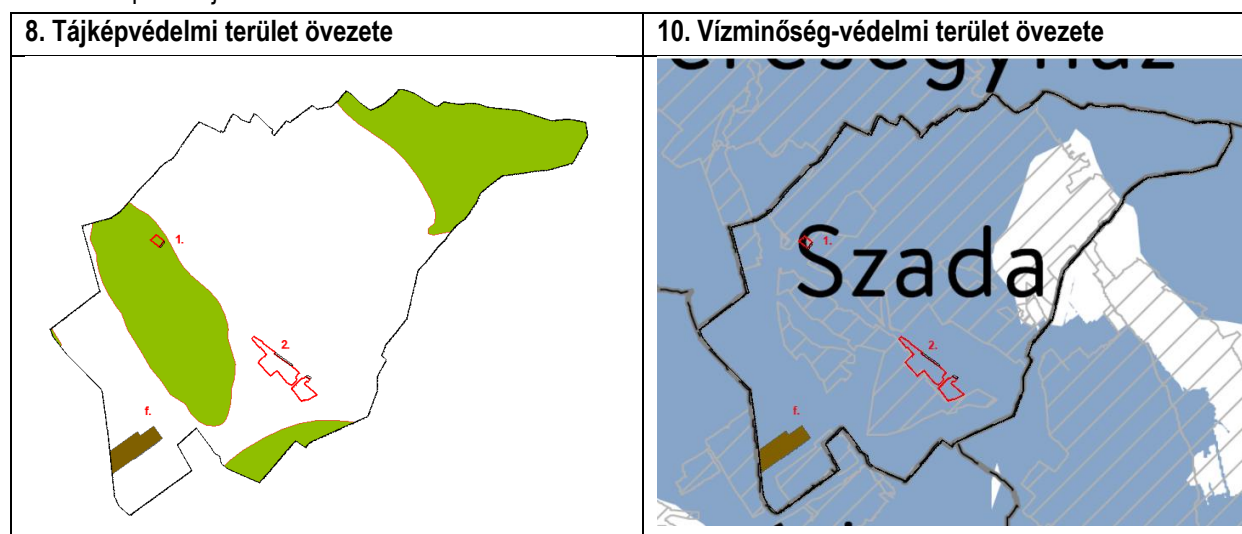 8. Tájképvédelmi terület övezete
10. Vízminőség-védelmi terület övezete
1.
2.
f.
1.
Szada
2.
f.